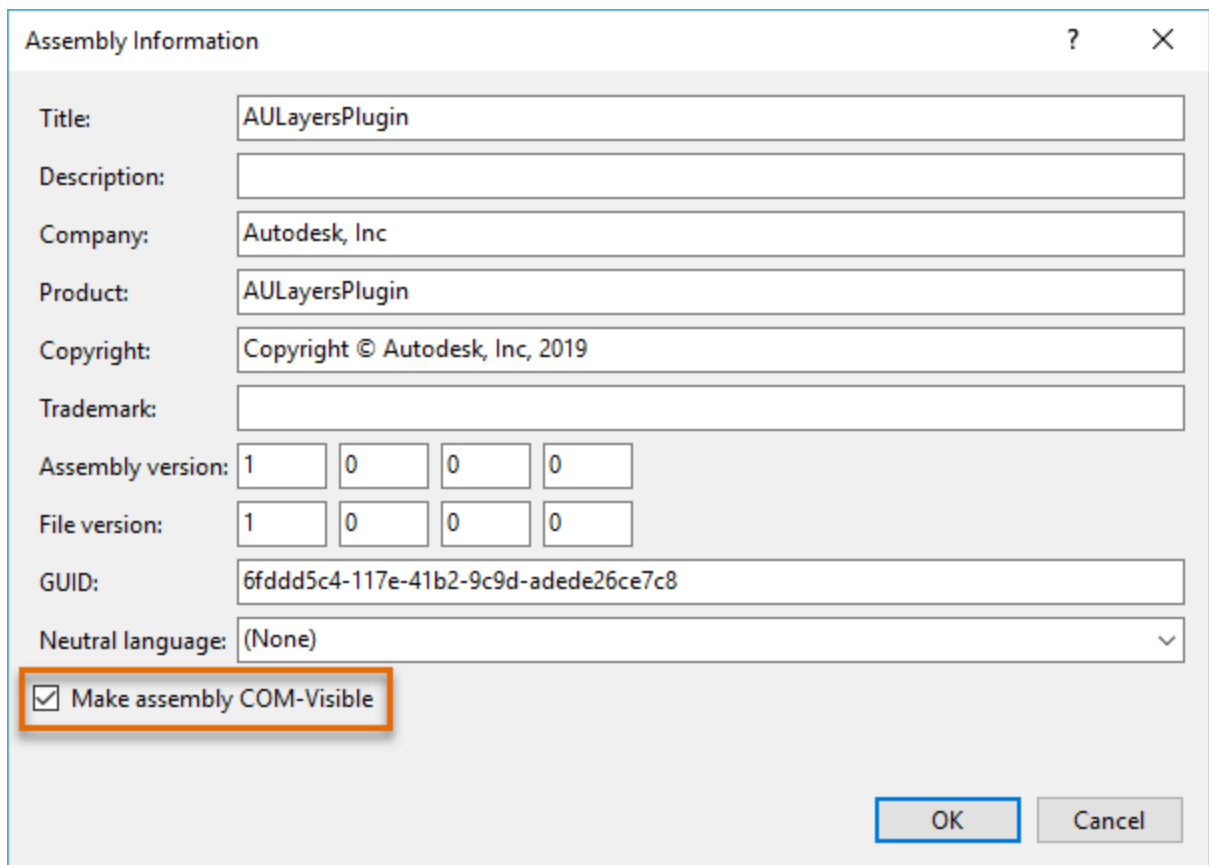 Assembly Information ?
Title: AULayersPlugin
Description:
Company: Autodesk, Inc
Product: AULayersPlugin
Copyright: Copyright © Autodesk, Inc, 2019
Trademark:
Assembly version: 1 0 0 0
File version: 1 0 0 0
GUID: 6fddd5c4-117e-41b2-9c9d-adede26ce7c8
Neutral language: (None)
Make assembly COM-Visible
OK Cancel